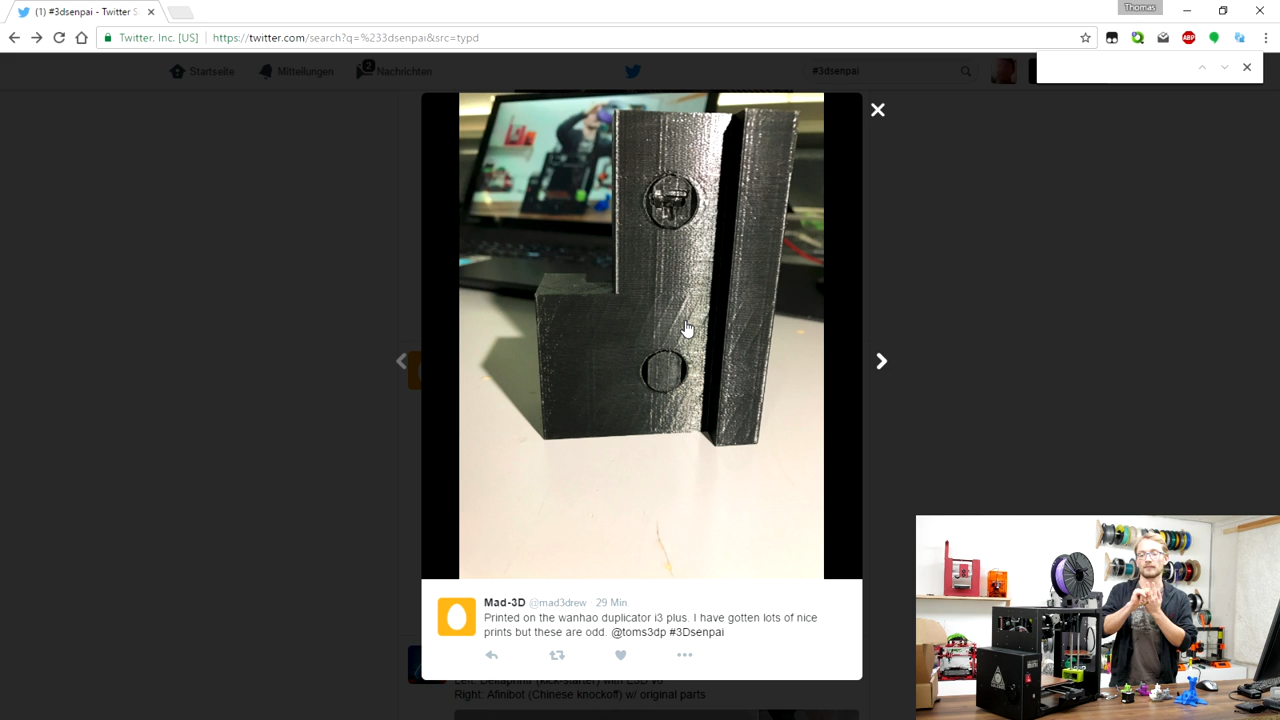 Thomas
(1) #3dsenpai - Twitter S
Twitter. Inc. [US]
https://twitter.com/search?q=%233dsenpai&src=typd
ABP
Startseite
Mitteilungen
2
Nachrichten
#3dsenpai
Mad-3D @mad3drew · 29 Min
Printed on the wanhao duplicator i3 plus. I have gotten lots of nice
prints but these are odd. @toms3dp #3Dsenpai
Right: Afinibot (Chinese knockoff) w/ original parts